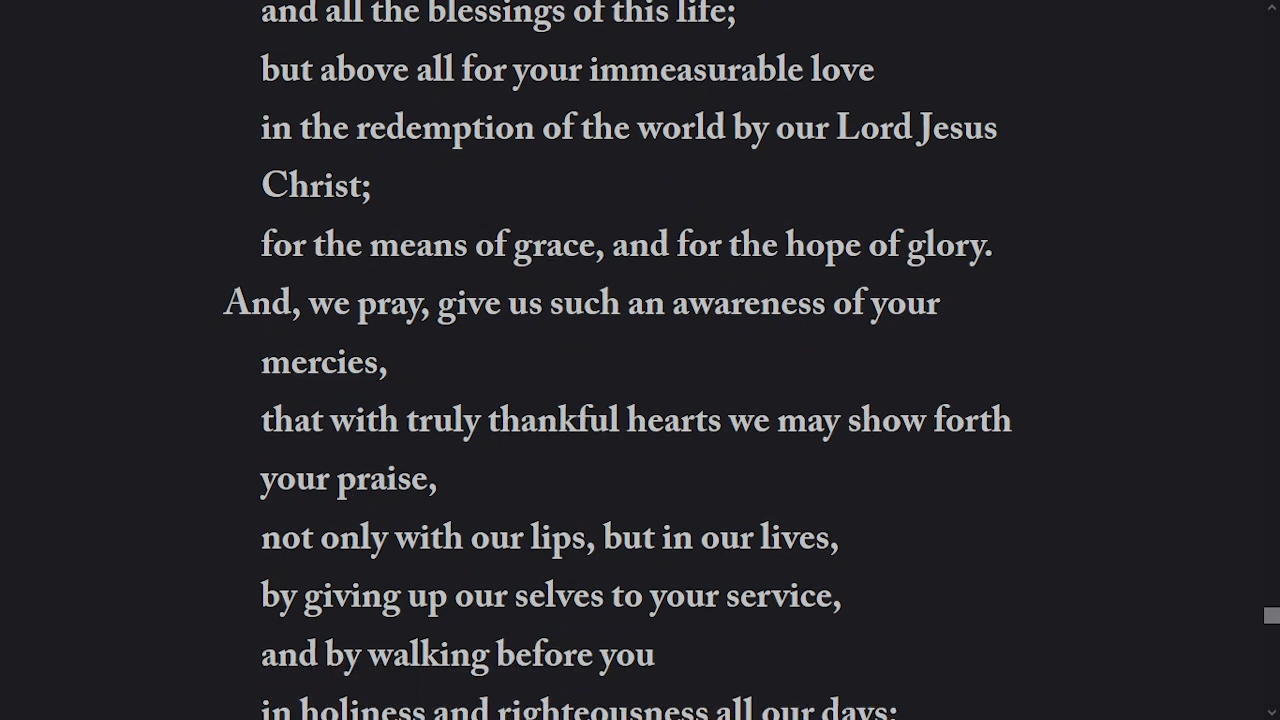 and all the blessings of this life;
but above all for your immeasurable love
in the redemption of the world by our Lord Jesus
Christ;
for the means of grace, and for the hope of glory.
And, we pray, give us such an awareness of your
mercies,
that with truly thankful hearts we may show forth
your praise,
not only with our lips, but in our lives,
by giving up our selves to your service,
and by walking before you
in holiness and righteousness all our days;